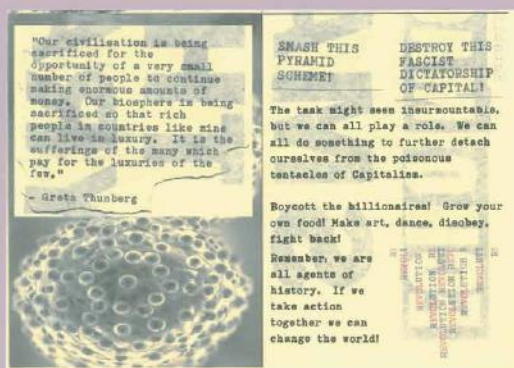 "Our civilisation is being
sacrificed for the
opportunity of a very small
number of people to continue
making enormous amounts of
money. Our biosphere is being
sacrificed so that rich
people in countries like mine
can live in luxury. It is the
sufferings of the many which
pay for the luxuries of the
few."
- Greta Thunberg
SMASH THIS
PYRAMID
SCHEME!
DESTROY THIS
FASCIST
DICTATORSHIP
OF CAPITAL!
The task might seem insurmountable,
but we can all play a role. We can
all do something to further detach
ourselves from the poisonous
tentacles of Capitalism.
Boycott the billionaires! Grow your
own food! Make art, dance, disobey,
fight back!
Remember, we are
all agents of
history. If we
take action
together we can
change the world!